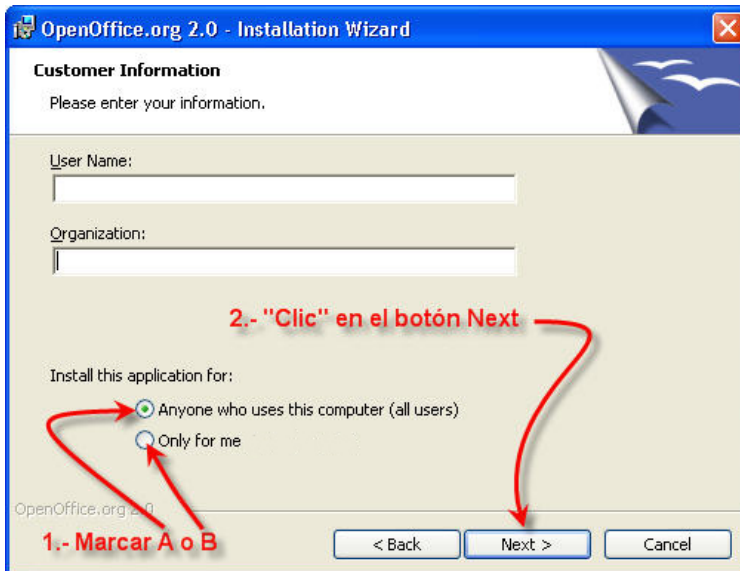 OpenOffice.org 2.0 - Installation Wizard
Customer Information
Please enter your information.
User Name:
Organization:
2.- "Clic" en el botón Next
Install this application for:
Anyone who uses this computer (all users)
Only for me
OpenOffice.org 2.0
1.- Marcar A o B
< Back
Next >
Cancel